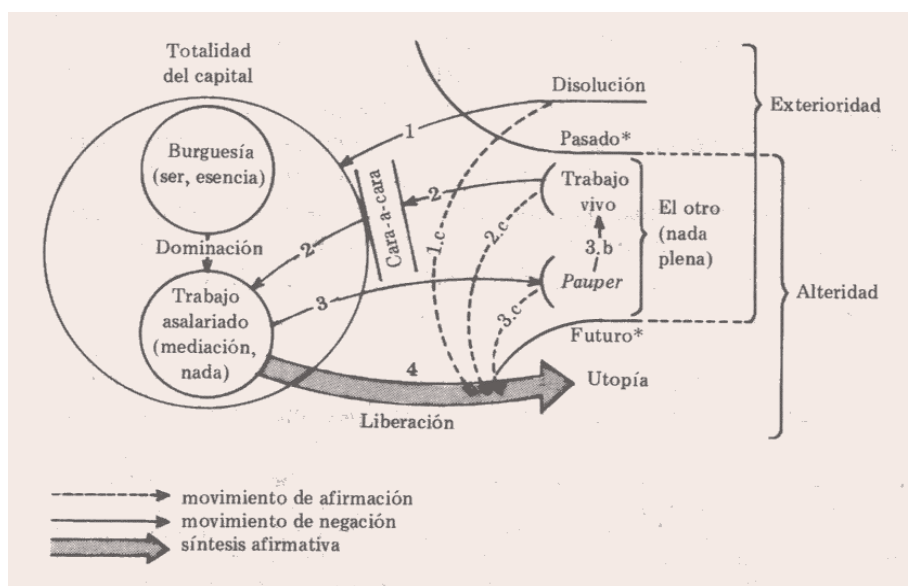 Totalidad
del capital
Burguesía
(ser, esencia)
Dominación
Trabajo
asalariado
(mediación,
nada)
1
2
2
3
Cara-a-cara
1.c
2.c
3.c
4
Liberación
Disolución
Pasado*
Trabajo
vivo
3.b
Pauper
El otro
(nada
plena)
Futuro*
Utopía
Exterioridad
Alteridad
movimiento de afirmación
movimiento de negación
síntesis afirmativa